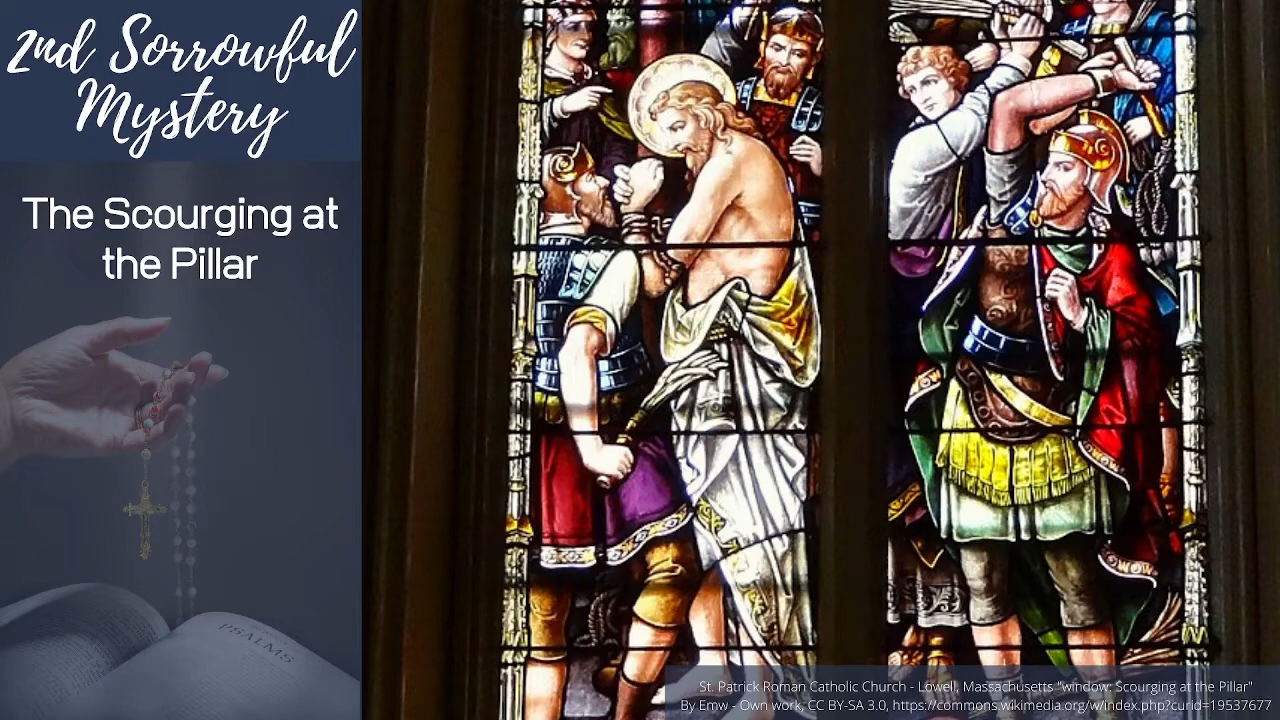 2nd Sorrowful
Mystery
The Scourging at
the Pillar
PSALMS
St. Patrick Roman Catholic Church - Lowell, Massachusetts "window: Scourging at the Pillar"
By Emw - Own work, CC BY-SA 3.0, https://commons.wikimedia.org/w/index.php?curid=19537677